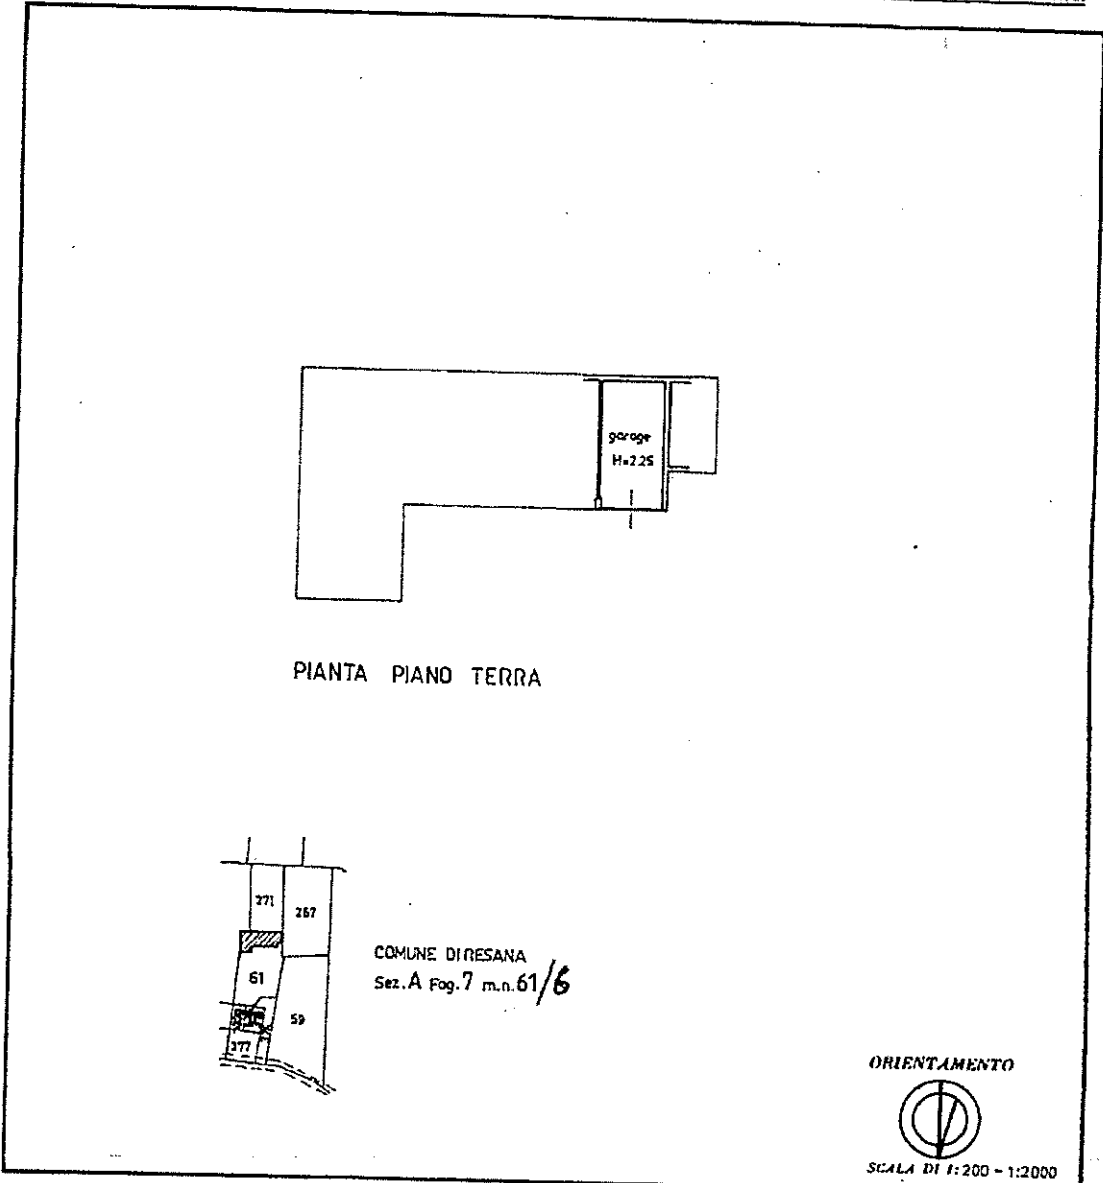 garage
H=2.25
PIANTA PIANO TERRA
271
267
61
59
277
COMUNE DI RESANA
Sez. A Fog. 7 m.n. 61/6
ORIENTAMENTO
SCALA DI 1:200 - 1:2000